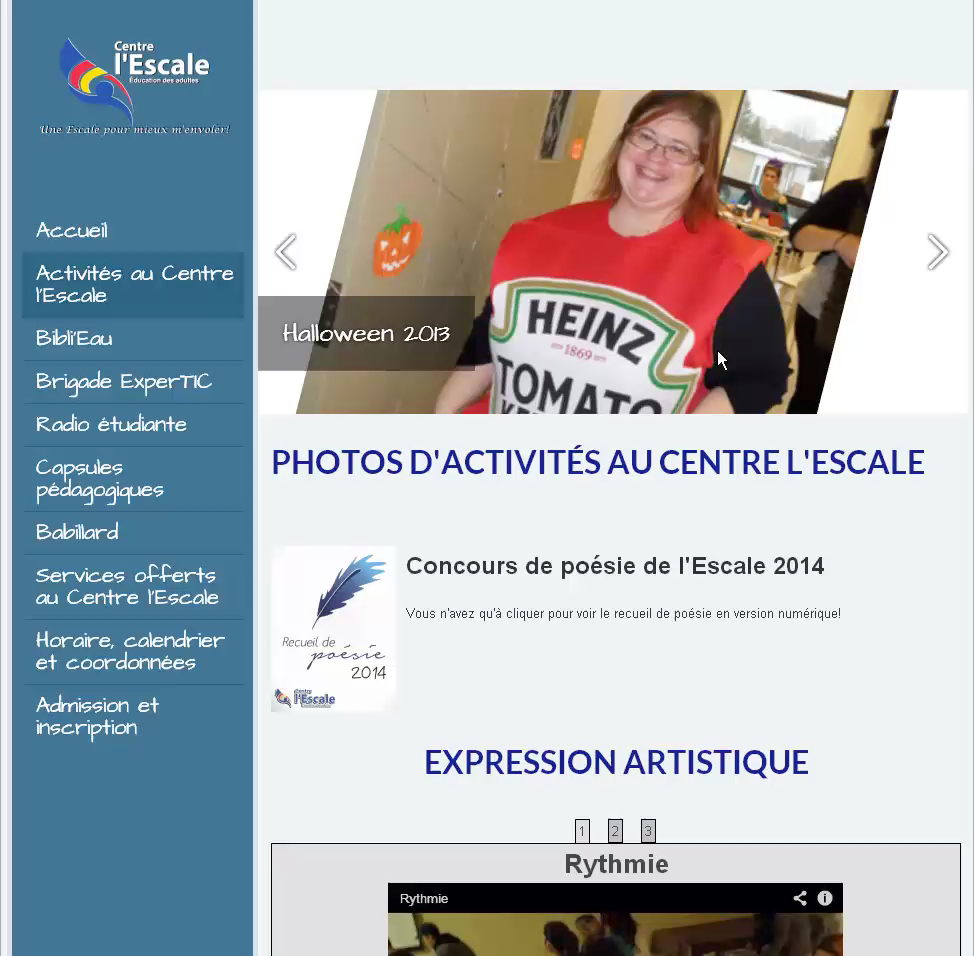 Centre
l'Escale
Éducation des adultes
Une Escale pour mieux m'envoler!
Accueil
Activités au Centre
l'Escale
Bibli'Eau
Brigade ExperTIC
Radio étudiante
Capsules
pédagogiques
Babillard
Services offerts
au Centre l'Escale
Horaire, calendrier
et coordonnées
Admission et
inscription
HEINZ
1869
TOMATO
Halloween 2013
PHOTOS D'ACTIVITÉS AU CENTRE L'ESCALE
Recueil de
poésie
2014
Centre
l'Escale
Concours de poésie de l'Escale 2014
Vous n'avez qu'à cliquer pour voir le recueil de poésie en version numérique!
EXPRESSION ARTISTIQUE
1 2 3
Rythmie
Rythmie